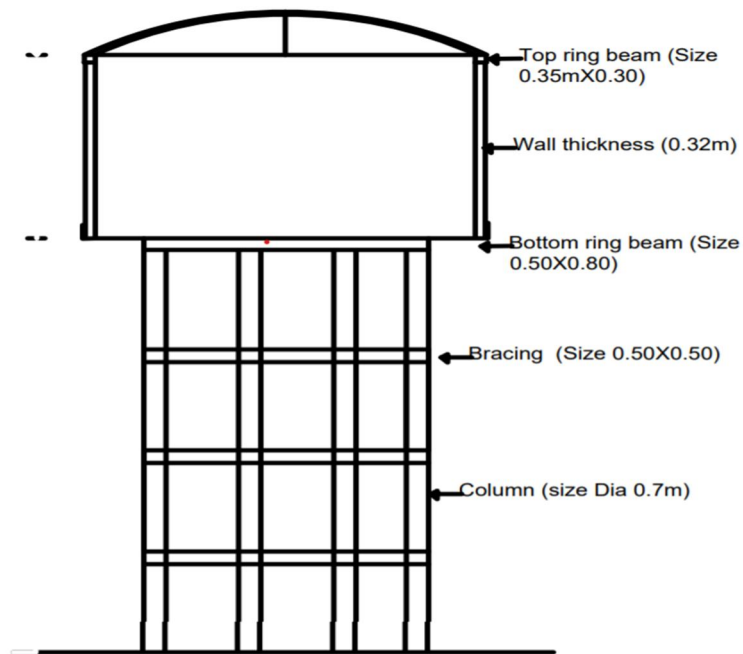 Top ring beam (Size
0.35mX0.30)
Wall thickness (0.32m)
Bottom ring beam (Size
0.50X0.80)
Bracing  (Size 0.50X0.50)
Column (size Dia 0.7m)